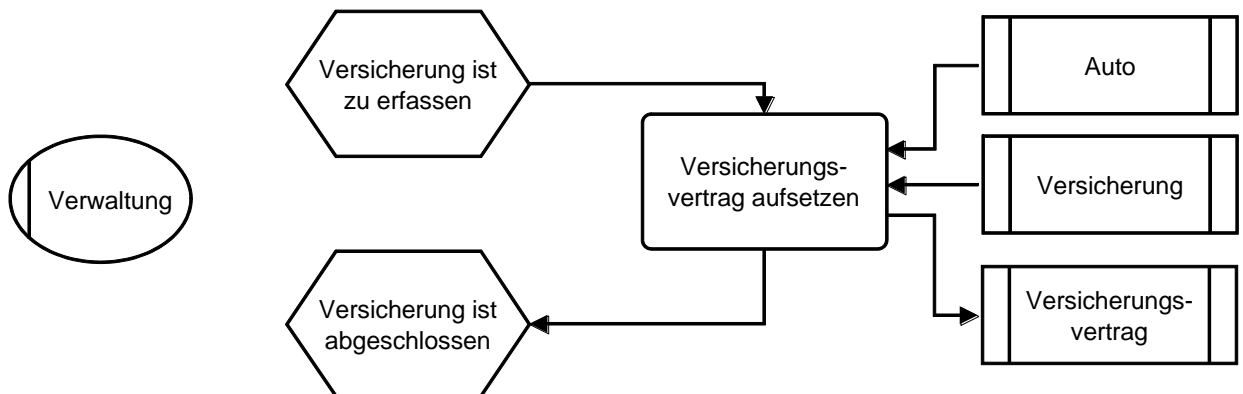 Versicherung ist
zu erfassen
Auto
Verwaltung
Versicherungs-
vertrag aufsetzen
Versicherung
Versicherung ist
abgeschlossen
Versicherungs-
vertrag